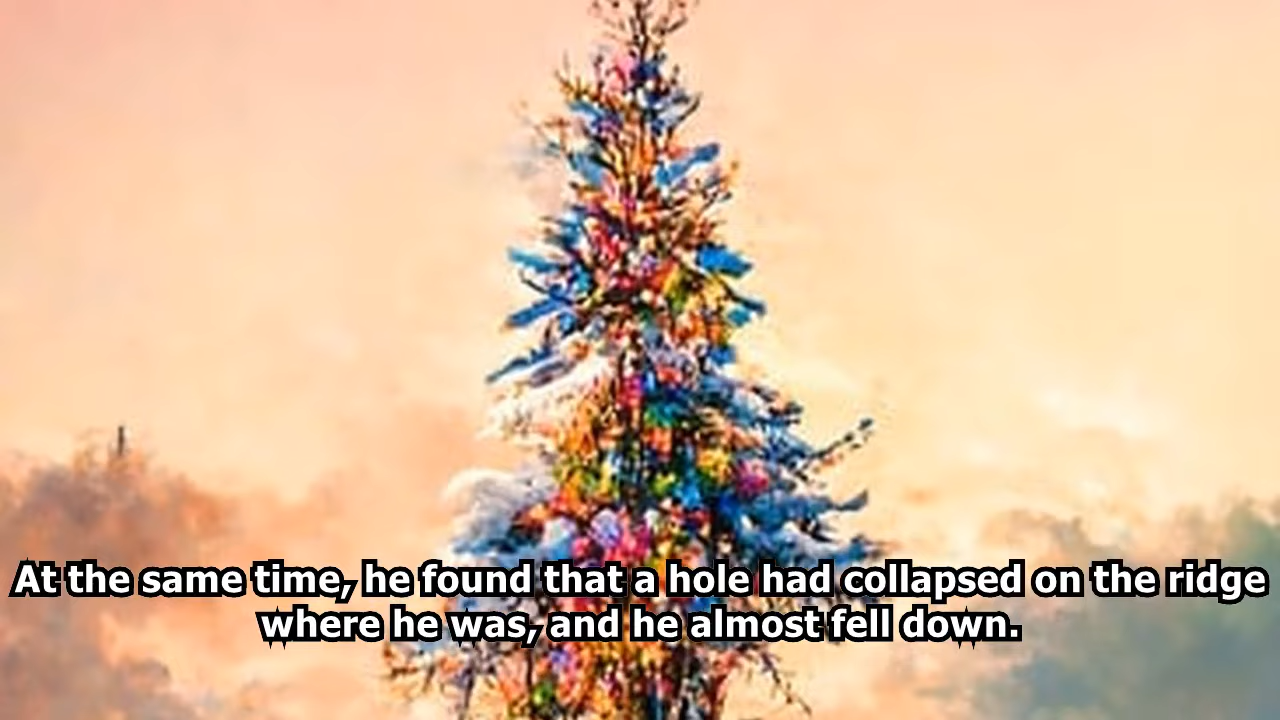 At the same time, he found that a hole had collapsed on the ridge
where he was, and he almost fell down.